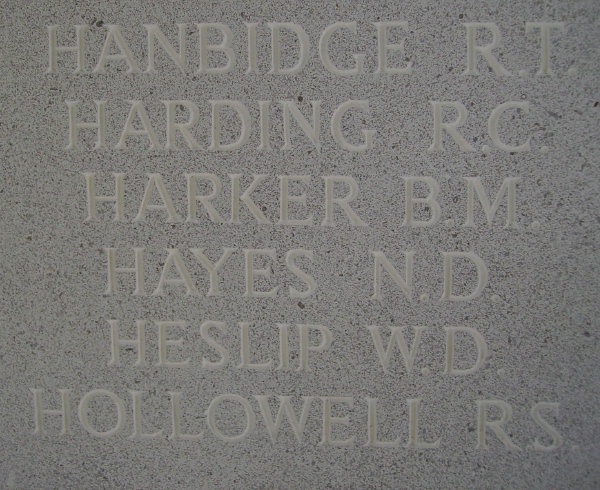 HANBIDGE R.T.
HARDING R.C.
HARKER B.M.
HAYES N.D.
HESLIP W.D.
HOLLOWELL R.S